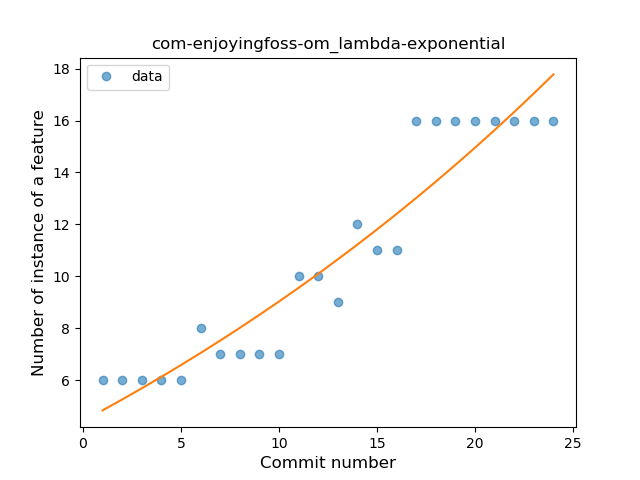 com-enjoyingfoss-om_lambda-exponential
data
Number of instance of a feature
18
16
14
12
10
8
6
0 5 10 15 20 25
Commit number